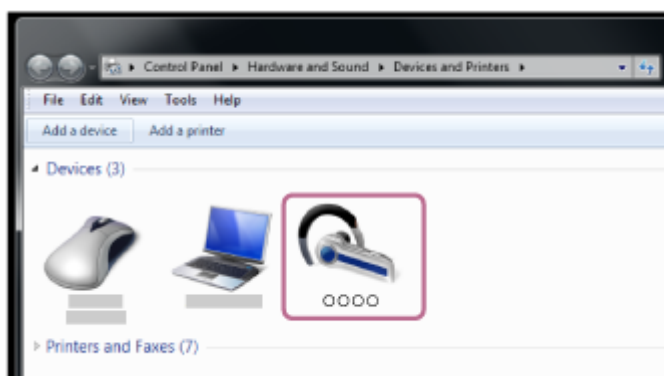 Control Panel ▸ Hardware and Sound ▸ Devices and Printers ▸
File Edit View Tools Help
Add a device Add a printer
Devices (3)
○○○○
Printers and Faxes (7)